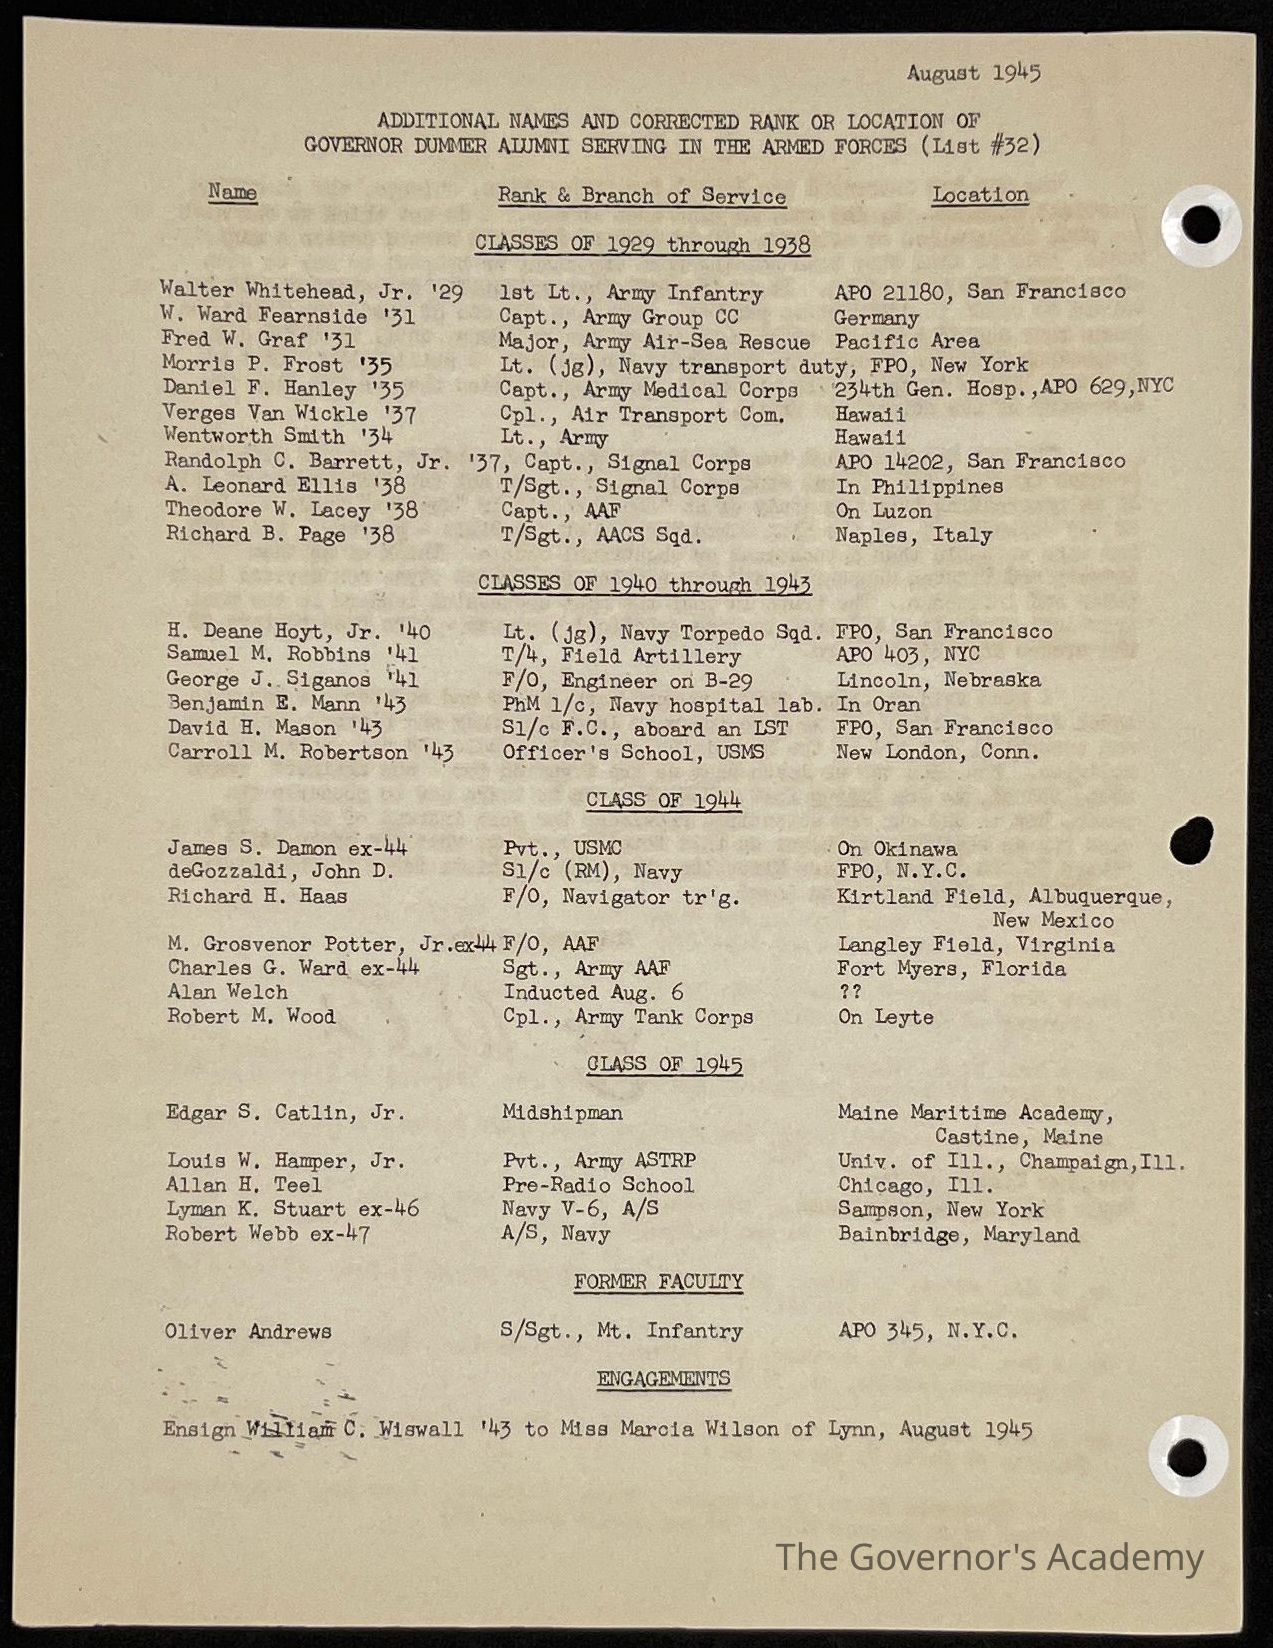 August 1945
ADDITIONAL NAMES AND CORRECTED RANK OR LOCATION OF
GOVERNOR DUMMER ALUMNI SERVING IN THE ARMED FORCES (List #32)
Name Rank & Branch of Service Location
CLASSES OF 1929 through 1938
Walter Whitehead, Jr. '29 1st Lt., Army Infantry APO 21180, San Francisco
W. Ward Fearnside '31 Capt., Army Group CC Germany
Fred W. Graf '31 Major, Army Air-Sea Rescue Pacific Area
Morris P. Frost '35 Lt. (jg), Navy transport duty, FPO, New York
Daniel F. Hanley '35 Capt., Army Medical Corps 234th Gen. Hosp.,APO 629,NYC
Verges Van Wickle '37 Cpl., Air Transport Com. Hawaii
Wentworth Smith '34 Lt., Army Hawaii
Randolph C. Barrett, Jr. '37, Capt., Signal Corps APO 14202, San Francisco
A. Leonard Ellis '38 T/Sgt., Signal Corps In Philippines
Theodore W. Lacey '38 Capt., AAF On Luzon
Richard B. Page '38 T/Sgt., AACS Sqd. Naples, Italy
CLASSES OF 1940 through 1943
H. Deane Hoyt, Jr. '40 Lt. (jg), Navy Torpedo Sqd. FPO, San Francisco
Samuel M. Robbins '41 T/4, Field Artillery APO 403, NYC
George J. Siganos '41 F/O, Engineer on B-29 Lincoln, Nebraska
Benjamin E. Mann '43 PhM 1/c, Navy hospital lab. In Oran
David H. Mason '43 S1/c F.C., aboard an LST FPO, San Francisco
Carroll M. Robertson '43 Officer's School, USMS New London, Conn.
CLASS OF 1944
James S. Damon ex-44 Pvt., USMC On Okinawa
deGozzaldi, John D. S1/c (RM), Navy FPO, N.Y.C.
Richard H. Haas F/O, Navigator tr'g. Kirtland Field, Albuquerque,
New Mexico
M. Grosvenor Potter, Jr.ex44 F/O, AAF Langley Field, Virginia
Charles G. Ward ex-44 Sgt., Army AAF Fort Myers, Florida
Alan Welch Inducted Aug. 6 ??
Robert M. Wood Cpl., Army Tank Corps On Leyte
CLASS OF 1945
Edgar S. Catlin, Jr. Midshipman Maine Maritime Academy,
Castine, Maine
Louis W. Hamper, Jr. Pvt., Army ASTRP Univ. of Ill., Champaign,Ill.
Allan H. Teel Pre-Radio School Chicago, Ill.
Lyman K. Stuart ex-46 Navy V-6, A/S Sampson, New York
Robert Webb ex-47 A/S, Navy Bainbridge, Maryland
FORMER FACULTY
Oliver Andrews S/Sgt., Mt. Infantry APO 345, N.Y.C.
ENGAGEMENTS
Ensign William C. Wiswall '43 to Miss Marcia Wilson of Lynn, August 1945
The Governor's Academy